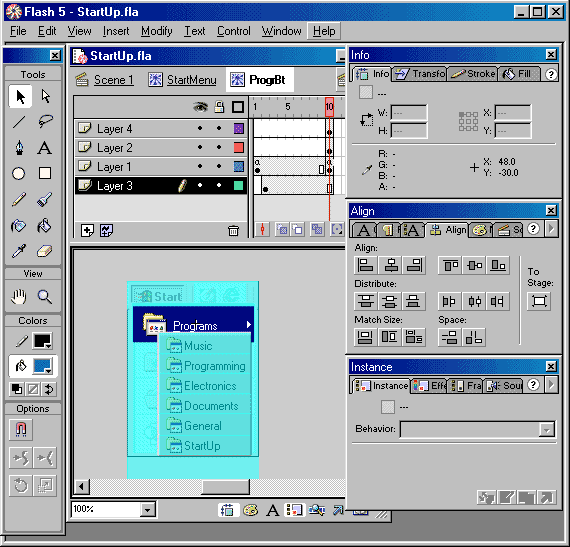 Flash 5 - StartUp.fla
File Edit View Insert Modify Text Control Window Help
Tools
View
Colors
Options
StartUp.fla
Scene 1 StartMenu ProgrBt
1 5 10
Layer 4
Layer 2
Layer 1
Layer 3
Start
Programs
Music
Programming
Electronics
Documents
General
StartUp
100%
Info
Info Transfo Stroke Fill ?
---
W: --- X: ---
H: --- Y: ---
R: -
G: - X: 48.0
B: - Y: -30.0
A: -
Align
A ¶ A Align Sc ?
Align:
To
Stage:
Distribute:
Match Size: Space:
Instance
Instance Effe Fra Sour ?
---
Behavior: